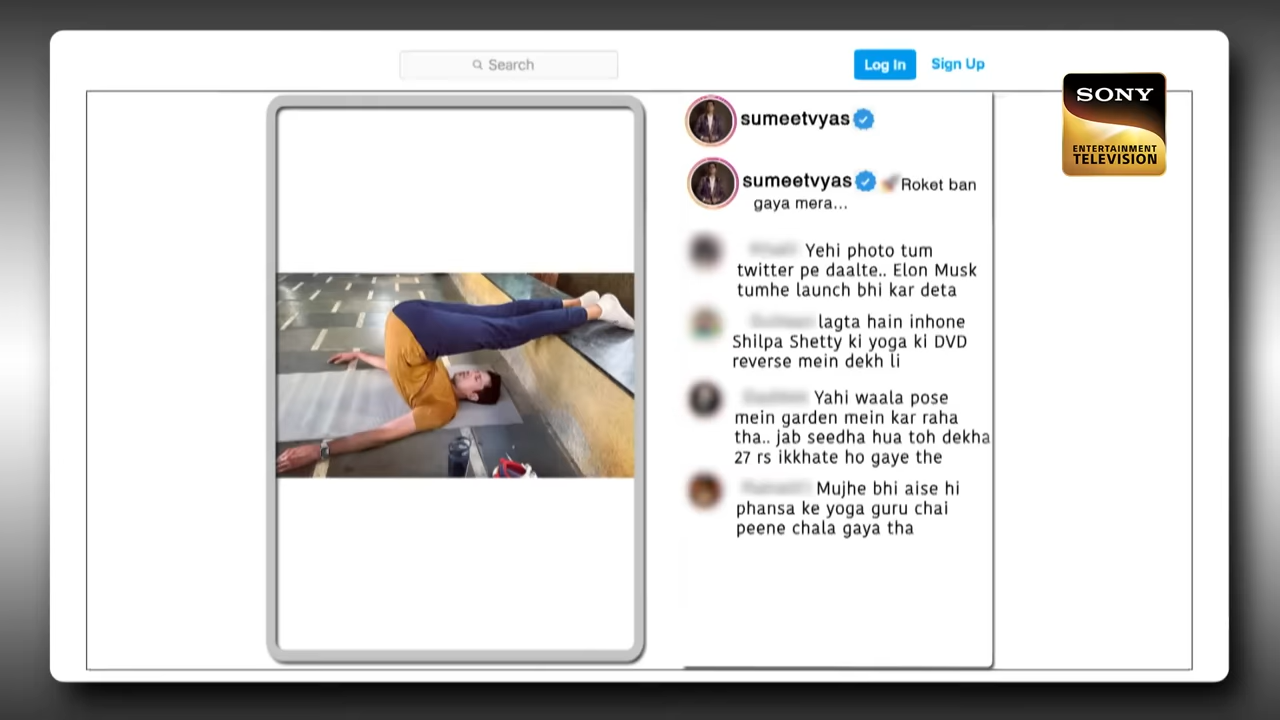 Search
Log In
Sign Up
SONY
ENTERTAINMENT
TELEVISION
sumeetvyas
sumeetvyas 🚀Roket ban
gaya mera...
Yehi photo tum
twitter pe daalte.. Elon Musk
tumhe launch bhi kar deta
lagta hain inhone
Shilpa Shetty ki yoga ki DVD
reverse mein dekh li
Yahi waala pose
mein garden mein kar raha
tha.. jab seedha hua toh dekha
27 rs ikkhate ho gaye the
Mujhe bhi aise hi
phansa ke yoga guru chai
peene chala gaya tha